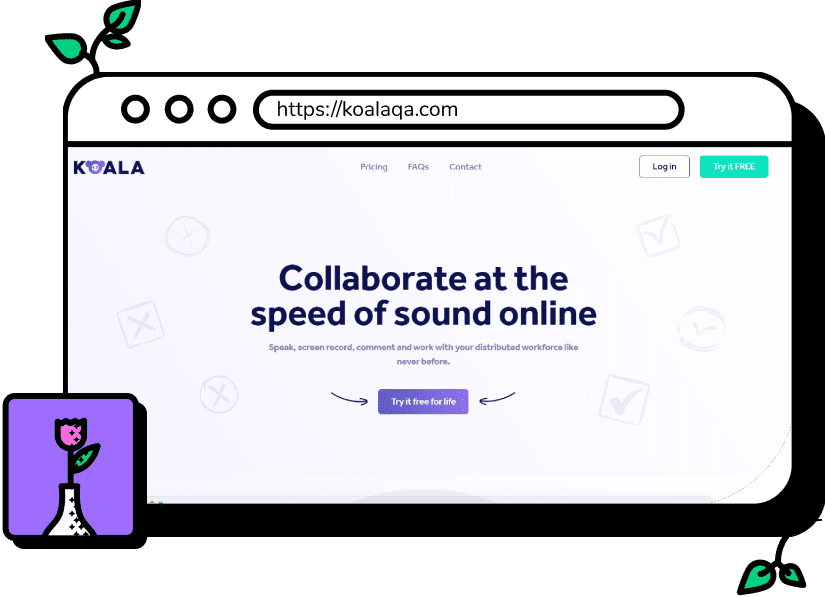 https://koalaqa.com
KOALA
Pricing FAQs Contact
Log in
Try it FREE
Collaborate at the
speed of sound online
Speak, screen record, comment and work with your distributed workforce like
never before.
Try it free for life